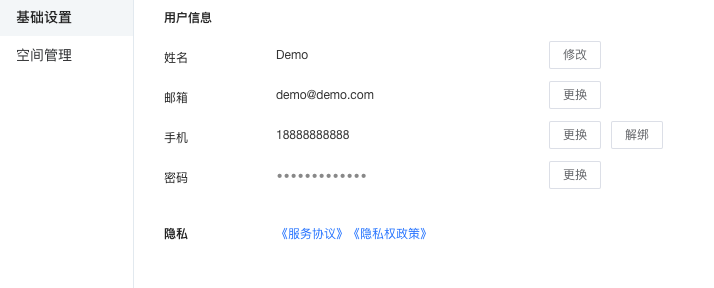 基础设置
空间管理
用户信息
姓名 Demo 修改
邮箱 demo@demo.com 更换
手机 18888888888 更换 解绑
密码 ••••••••••••• 更换
隐私 《服务协议》《隐私权政策》